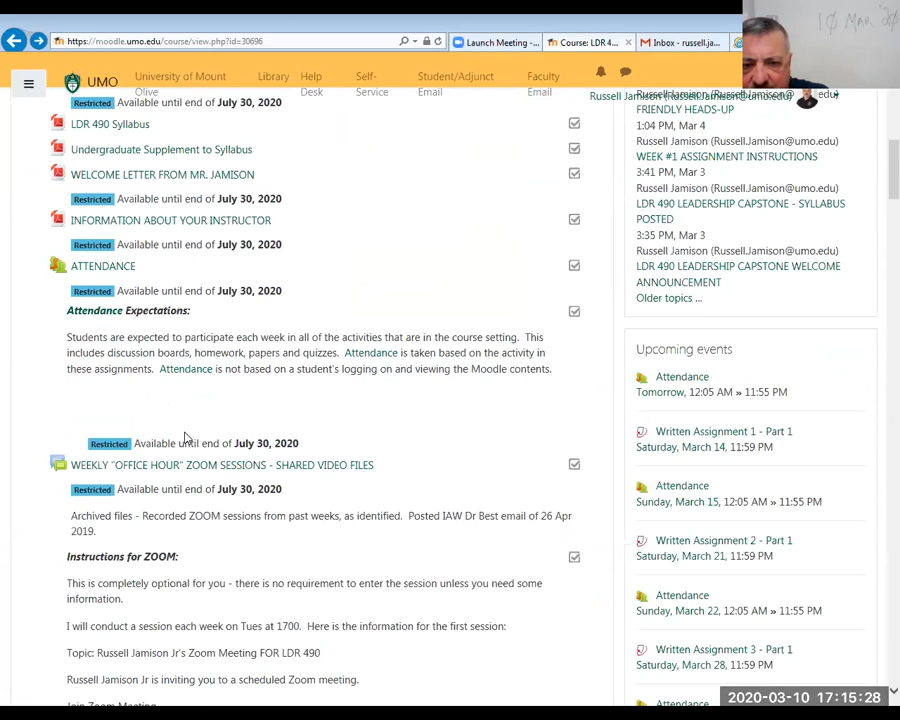 10 MAR '20
https://moodle.umo.edu/course/view.php?id=30696
Launch Meeting -...
Course: LDR 4...
Inbox - russell.ja...
UMO
University of Mount Olive
Library
Help Desk
Self-Service
Student/Adjunct Email
Faculty Email
Russell Jamison (Russell.Jamison@umo.edu)
Restricted Available until end of July 30, 2020
LDR 490 Syllabus
Undergraduate Supplement to Syllabus
WELCOME LETTER FROM MR. JAMISON
Restricted Available until end of July 30, 2020
INFORMATION ABOUT YOUR INSTRUCTOR
Restricted Available until end of July 30, 2020
ATTENDANCE
Restricted Available until end of July 30, 2020
Attendance Expectations:
Students are expected to participate each week in all of the activities that are in the course setting. This
includes discussion boards, homework, papers and quizzes. Attendance is taken based on the activity in
these assignments. Attendance is not based on a student's logging on and viewing the Moodle contents.
Restricted Available until end of July 30, 2020
WEEKLY "OFFICE HOUR" ZOOM SESSIONS - SHARED VIDEO FILES
Restricted Available until end of July 30, 2020
Archived files - Recorded ZOOM sessions from past weeks, as identified. Posted IAW Dr Best email of 26 Apr
2019.
Instructions for ZOOM:
This is completely optional for you - there is no requirement to enter the session unless you need some
information.
I will conduct a session each week on Tues at 1700. Here is the information for the first session:
Topic: Russell Jamison Jr's Zoom Meeting FOR LDR 490
Russell Jamison Jr is inviting you to a scheduled Zoom meeting.
Join Zoom Meeting
FRIENDLY HEADS-UP
1:04 PM, Mar 4
Russell Jamison (Russell.Jamison@umo.edu)
WEEK #1 ASSIGNMENT INSTRUCTIONS
3:41 PM, Mar 3
Russell Jamison (Russell.Jamison@umo.edu)
LDR 490 LEADERSHIP CAPSTONE - SYLLABUS
POSTED
3:35 PM, Mar 3
Russell Jamison (Russell.Jamison@umo.edu)
LDR 490 LEADERSHIP CAPSTONE WELCOME
ANNOUNCEMENT
Older topics ...
Upcoming events
Attendance
Tomorrow, 12:05 AM » 11:55 PM
Written Assignment 1 - Part 1
Saturday, March 14, 11:59 PM
Attendance
Sunday, March 15, 12:05 AM » 11:55 PM
Written Assignment 2 - Part 1
Saturday, March 21, 11:59 PM
Attendance
Sunday, March 22, 12:05 AM » 11:55 PM
Written Assignment 3 - Part 1
Saturday, March 28, 11:59 PM
Attendance
2020-03-10 17:15:28